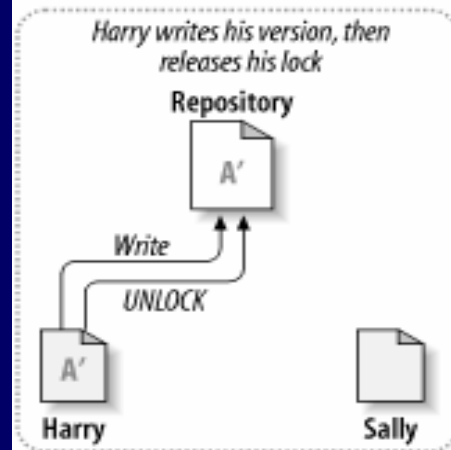 Harry writes his version, then
releases his lock
Repository
A'
Write
UNLOCK
A'
Harry
Sally